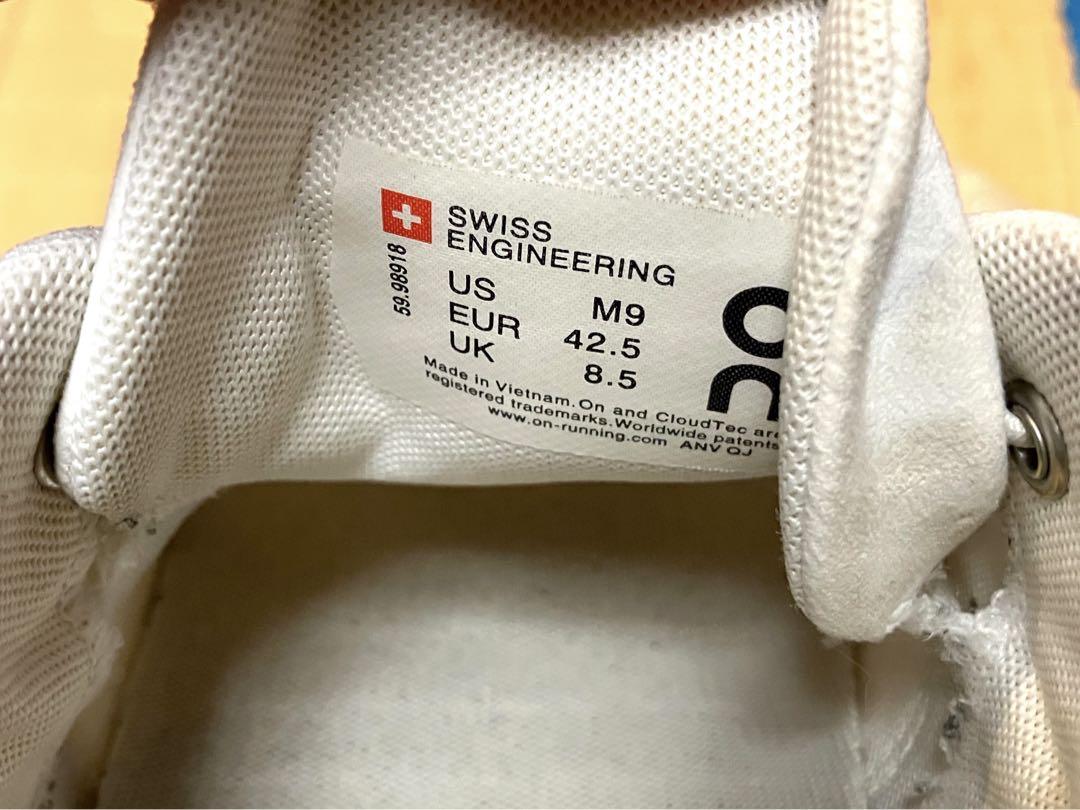 SWISS
ENGINEERING
59.98918
US M9
EUR 42.5
UK 8.5
Made in Vietnam.On and CloudTec are
registered trademarks.Worldwide patents
www.on-running.com ANV QJ